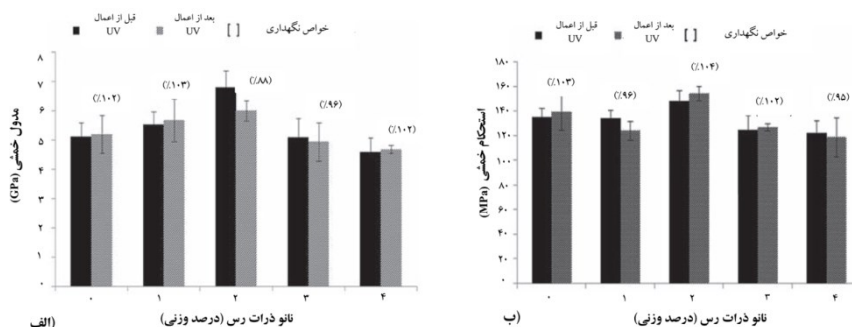 قبل از اعمال UV
بعد از اعمال UV
[ ] خواص نگهداری
مدول خمشی (GPa)
۸
۷
۶
۵
۴
۳
۲
۱
۰
(٪۱۰۲)
(٪۱۰۳)
(٪۸۸)
(٪۹۶)
(٪۱۰۲)
۰ ۱ ۲ ۳ ۴
نانو ذرات رس (درصد وزنی)
الف)
قبل از اعمال UV
بعد از اعمال UV
[ ] خواص نگهداری
استحکام خمشی (MPa)
۱۸۰
۱۶۰
۱۴۰
۱۲۰
۱۰۰
۸۰
۶۰
۴۰
۲۰
۰
(٪۱۰۳)
(٪۹۶)
(٪۱۰۴)
(٪۱۰۲)
(٪۹۵)
۰ ۱ ۲ ۳ ۴
نانو ذرات رس (درصد وزنی)
ب)